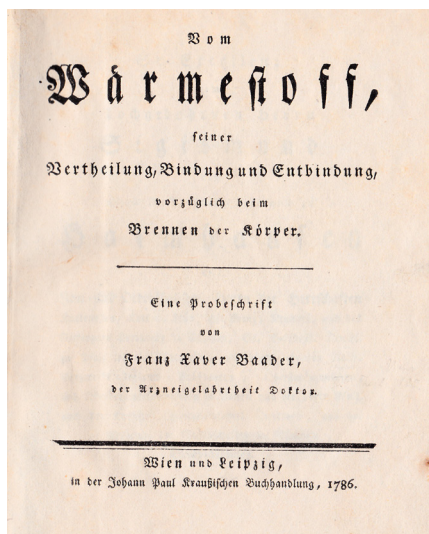 Vom
Wärmestoff,
seiner
Vertheilung, Bindung und Entbindung,
vorzüglich beim
Brennen der Körper.
Eine Probeschrift
von
Franz Xaver Baader,
der Arzneigelahrtheit Doktor.
Wien und Leipzig,
in der Johann Paul Kraußischen Buchhandlung, 1786.